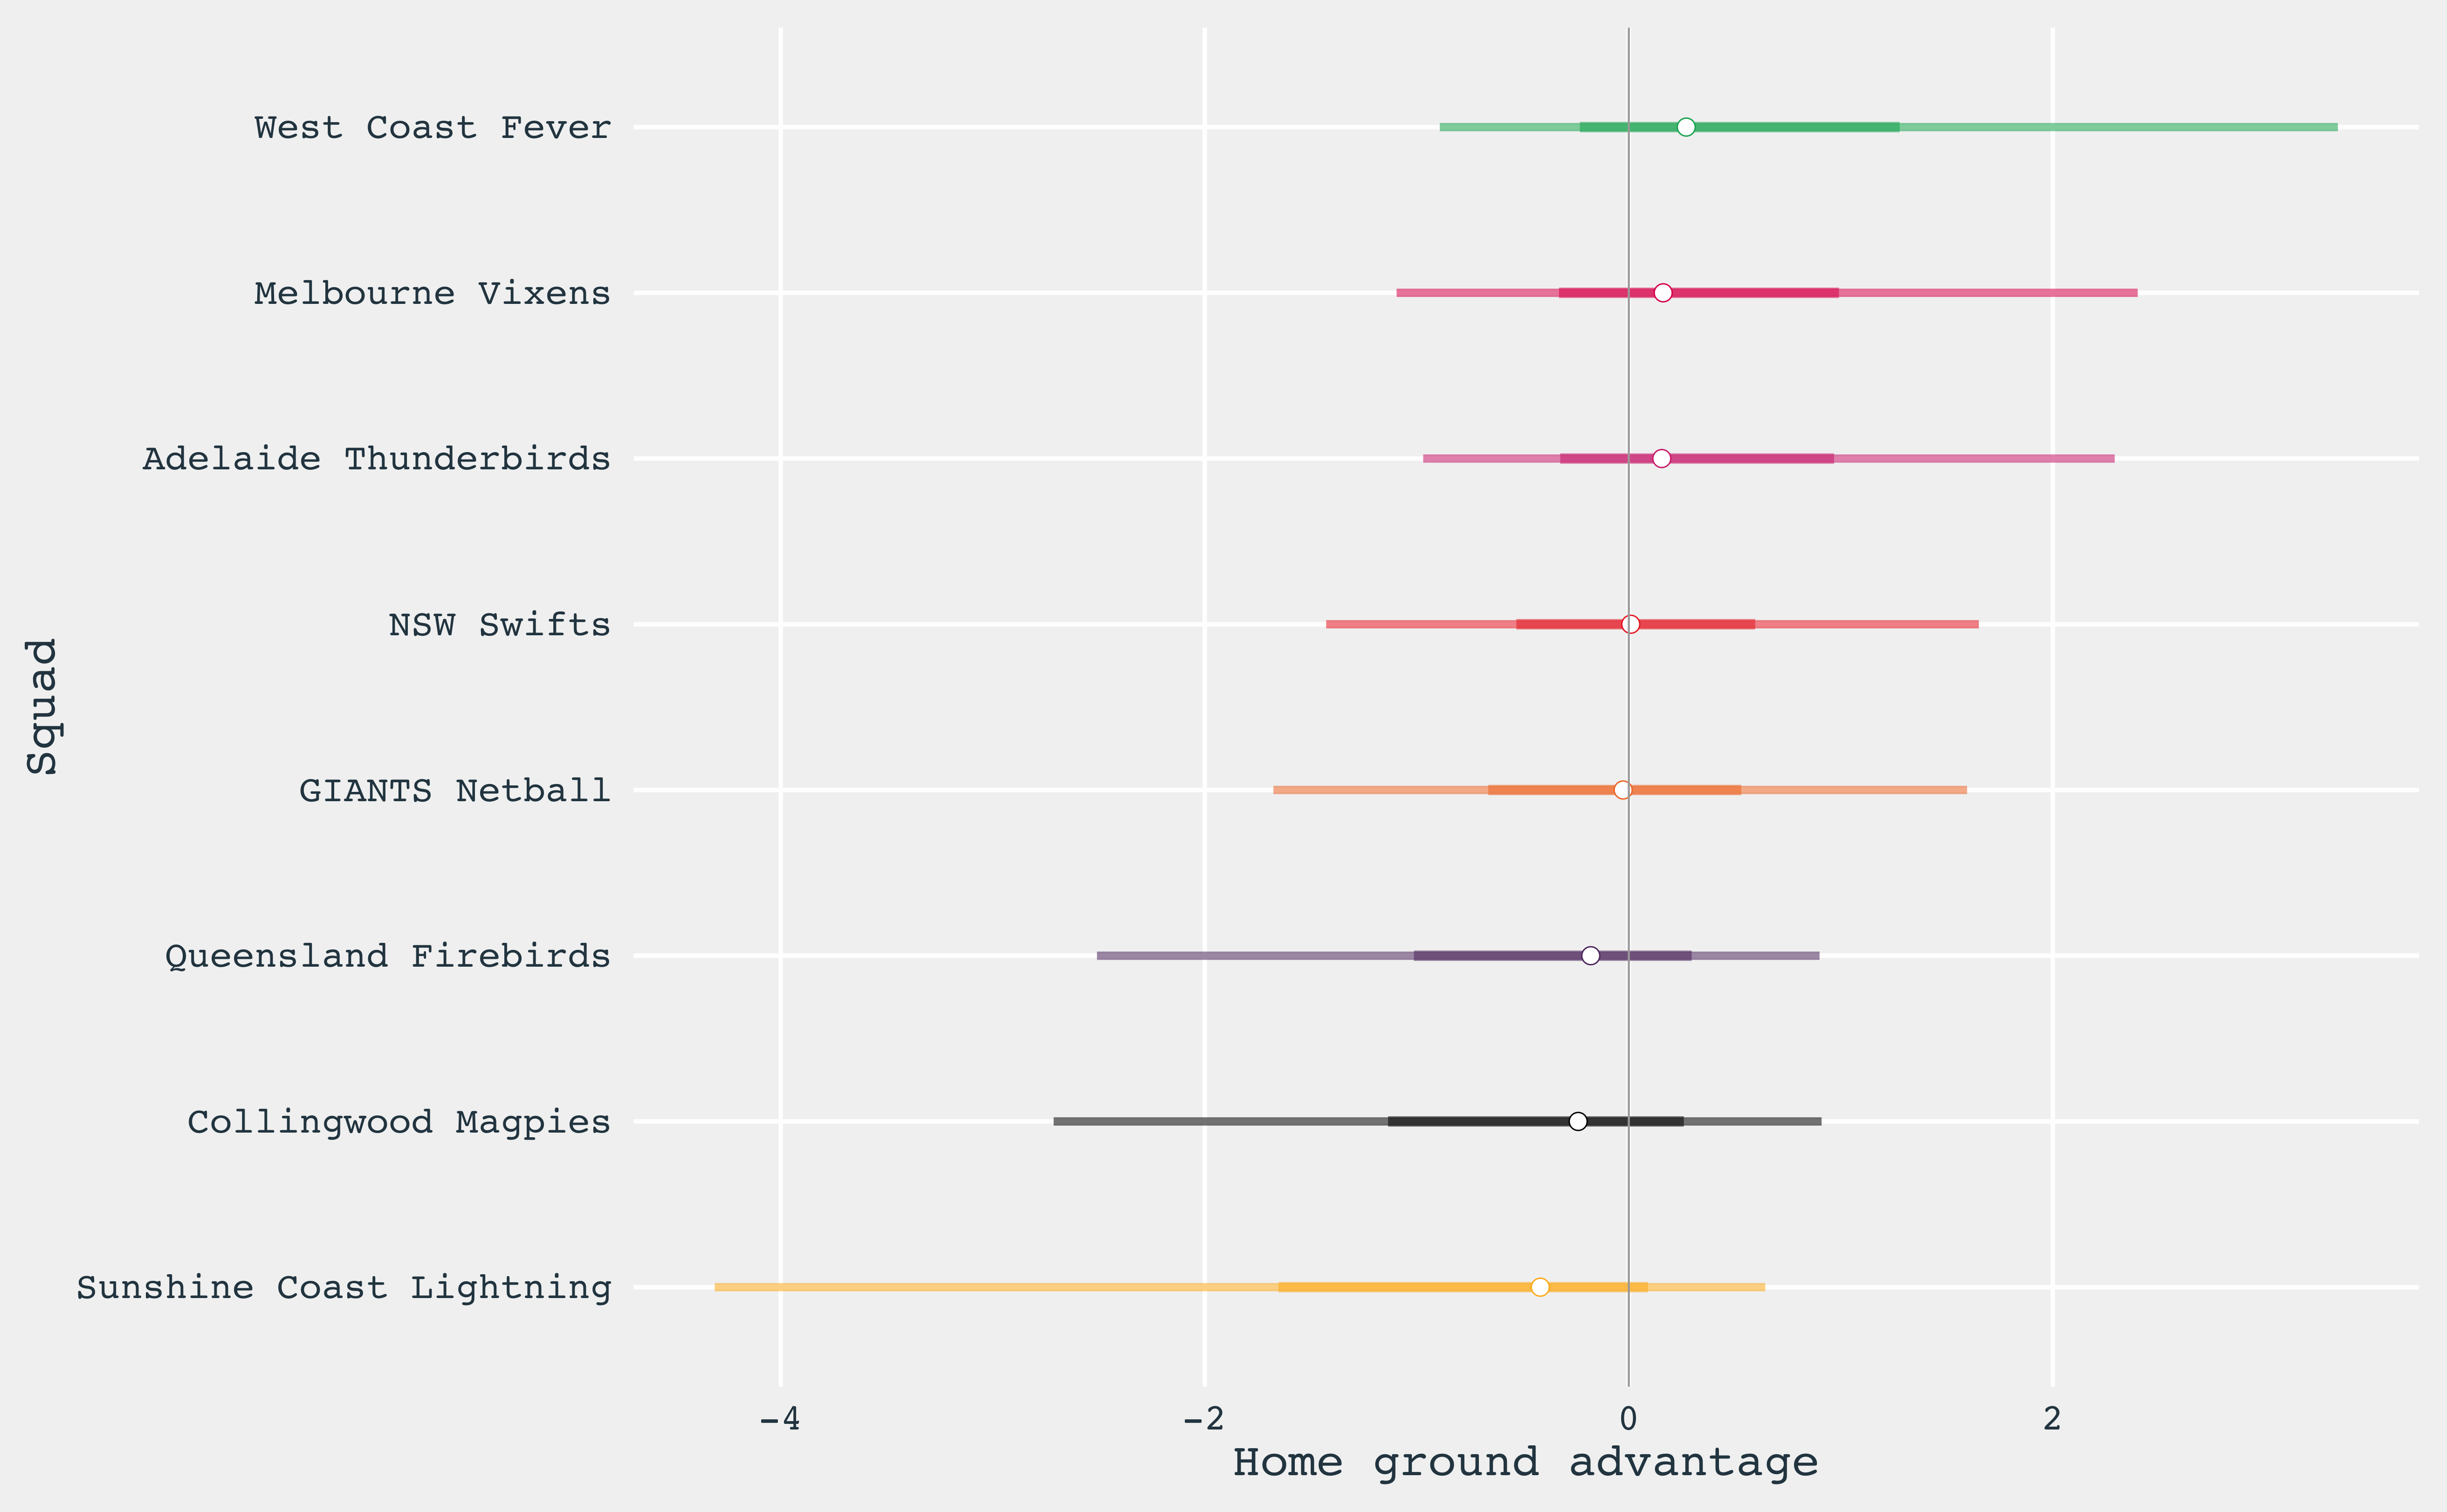 West Coast Fever
Melbourne Vixens
Adelaide Thunderbirds
NSW Swifts
GIANTS Netball
Queensland Firebirds
Collingwood Magpies
Sunshine Coast Lightning
Squad
-4 -2 0 2
Home ground advantage